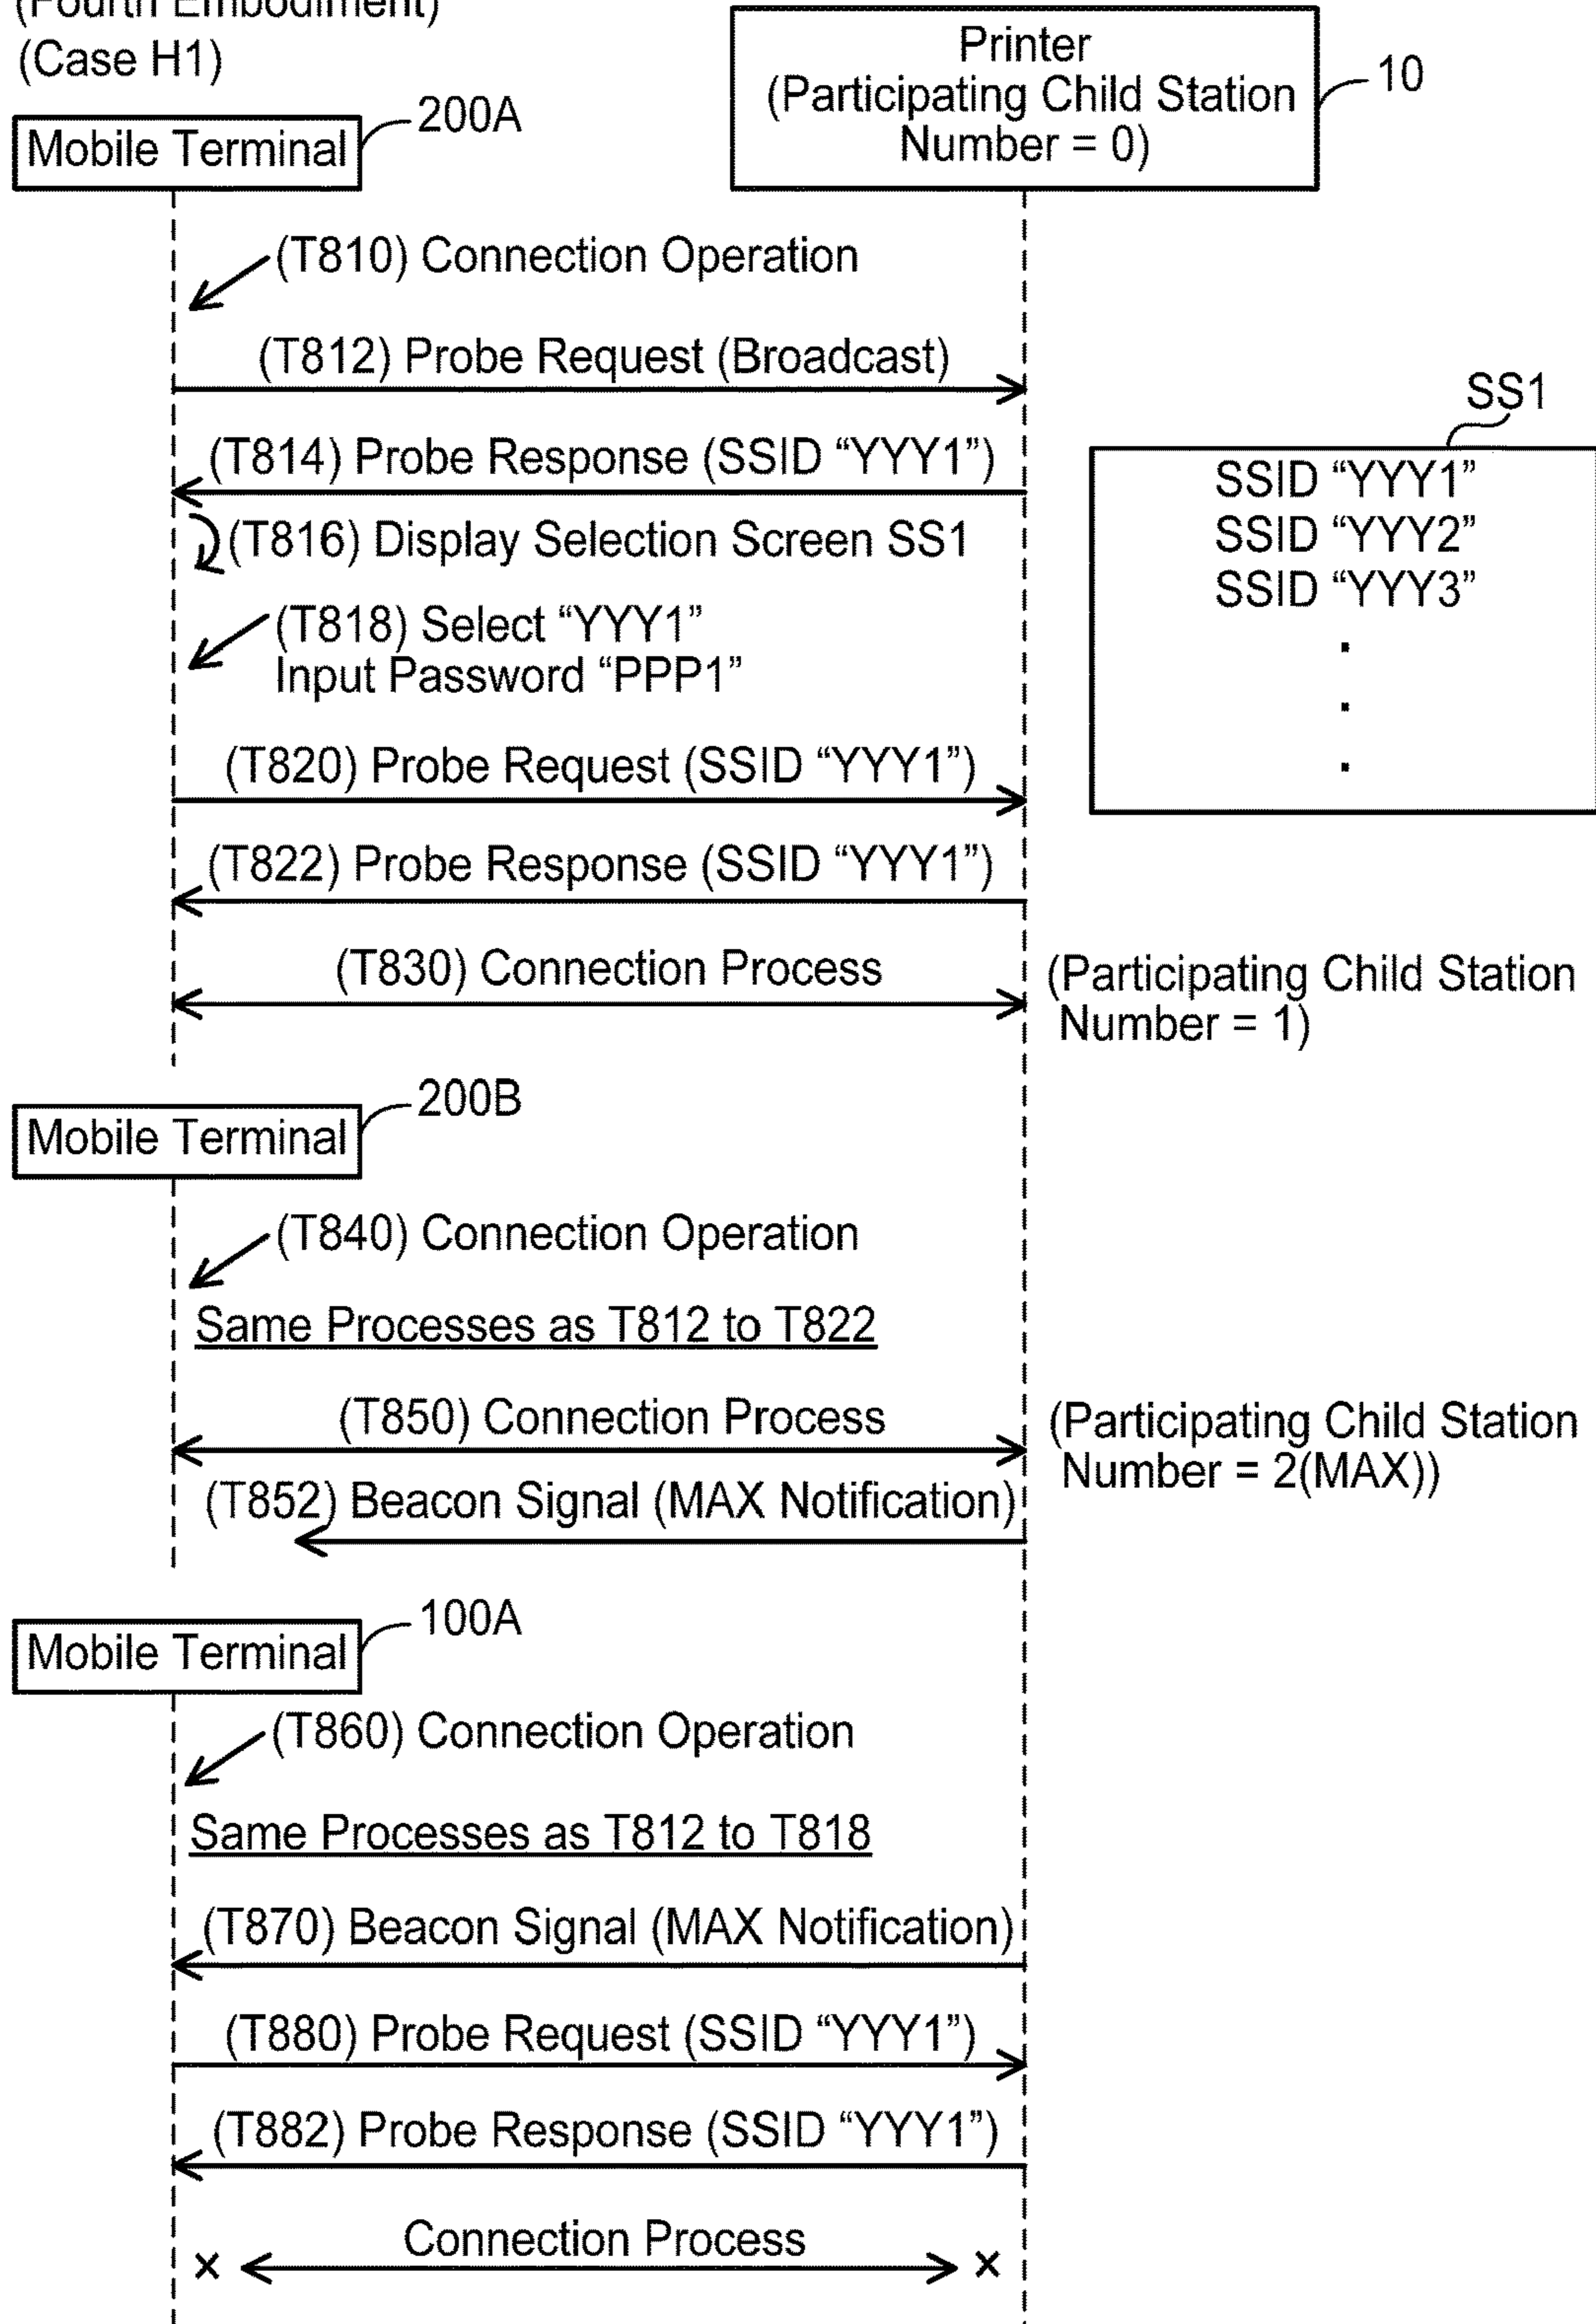 (Fourth Embodiment)
(Case H1)
Printer
(Participating Child Station
Number = 0)
10
Mobile Terminal
200A
(T810) Connection Operation
(T812) Probe Request (Broadcast)
(T814) Probe Response (SSID “YYY1”)
SS1
SSID “YYY1”
SSID “YYY2”
SSID “YYY3”
.
.
.
(T816) Display Selection Screen SS1
(T818) Select “YYY1”
Input Password “PPP1”
(T820) Probe Request (SSID “YYY1”)
(T822) Probe Response (SSID “YYY1”)
(T830) Connection Process
(Participating Child Station
Number = 1)
Mobile Terminal
200B
(T840) Connection Operation
Same Processes as T812 to T822
(T850) Connection Process
(Participating Child Station
Number = 2(MAX))
(T852) Beacon Signal (MAX Notification)
Mobile Terminal
100A
(T860) Connection Operation
Same Processes as T812 to T818
(T870) Beacon Signal (MAX Notification)
(T880) Probe Request (SSID “YYY1”)
(T882) Probe Response (SSID “YYY1”)
Connection Process
× ×